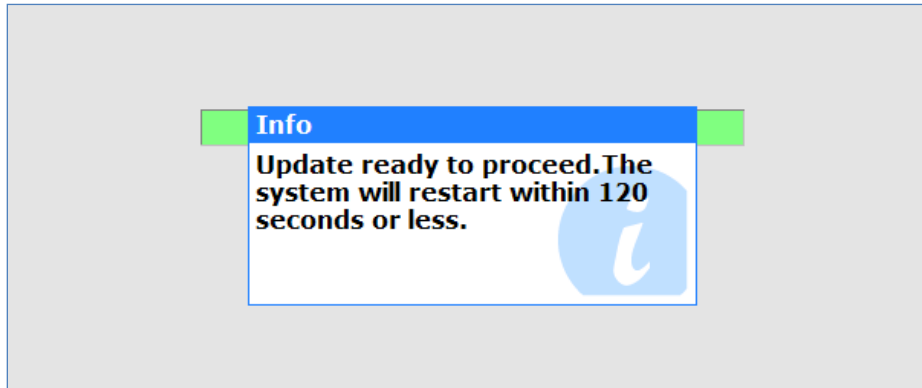 Info
Update ready to proceed.The
system will restart within 120
seconds or less.